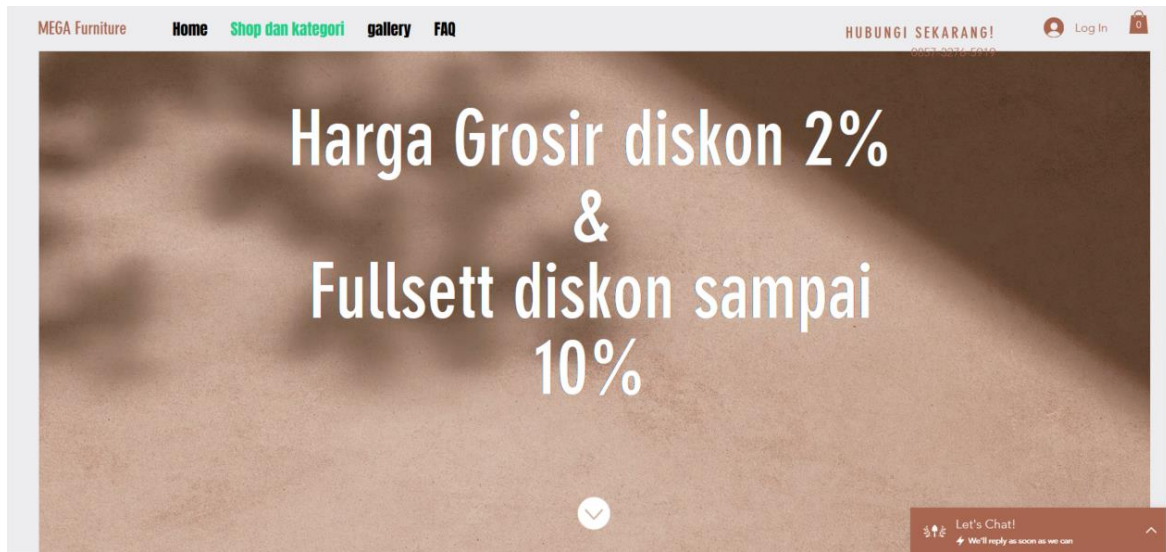 MEGA Furniture
Home Shop dan kategori gallery FAQ
HUBUNGI SEKARANG!
Log In
0
Harga Grosir diskon 2%
&
Fullsett diskon sampai
10%
Let's Chat!
We'll reply as soon as we can